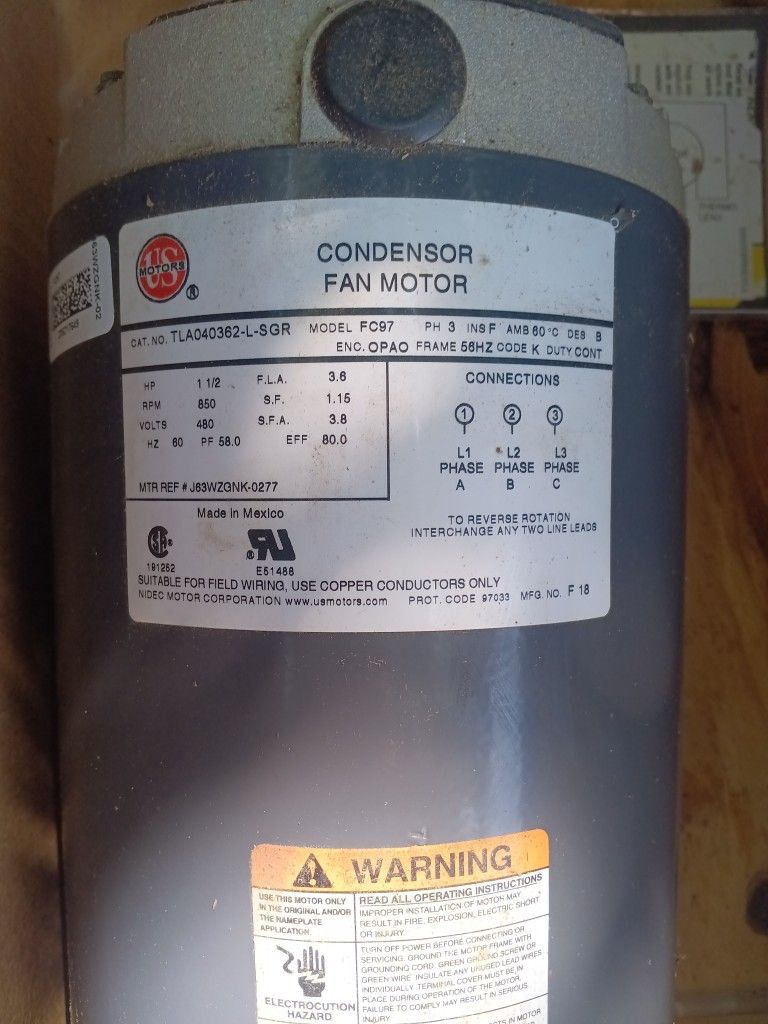 US
MOTORS
®
CONDENSOR
FAN MOTOR
CAT. NO. TLA040362-L-SGR MODEL FC97 PH 3 INS F AMB 60°C DES B
ENC. OPAO FRAME 56HZ CODE K DUTY CONT
HP 1 1/2 F.L.A. 3.6
RPM 850 S.F. 1.15
VOLTS 480 S.F.A. 3.8
HZ 60 PF 58.0 EFF 80.0
MTR REF # J63WZGNK-0277
CONNECTIONS
1 2 3
L1 L2 L3
PHASE PHASE PHASE
A B C
TO REVERSE ROTATION
INTERCHANGE ANY TWO LINE LEADS
Made in Mexico
191262
E51488
SUITABLE FOR FIELD WIRING, USE COPPER CONDUCTORS ONLY
NIDEC MOTOR CORPORATION www.usmotors.com PROT. CODE 97033 MFG. NO. F 18
WARNING
USE THIS MOTOR ONLY
IN THE ORIGINAL AND/OR
THE NAMEPLATE
APPLICATION.
READ ALL OPERATING INSTRUCTIONS
IMPROPER INSTALLATION OF MOTOR MAY
RESULT IN FIRE, EXPLOSION, ELECTRIC SHORT
OR INJURY
ELECTROCUTION
HAZARD
TURN OFF POWER BEFORE CONNECTING OR
SERVICING. GROUND THE MOTOR FRAME WITH
GROUNDING CORD, GREEN GROUND SCREW OR
GREEN WIRE. INSULATE ANY UNUSED LEAD WIRES
INDIVIDUALLY. TERMINAL COVER MUST BE IN
PLACE DURING OPERATION OF THE MOTOR.
FAILURE TO COMPLY MAY RESULT IN SERIOUS
INJURY
IN MOTOR